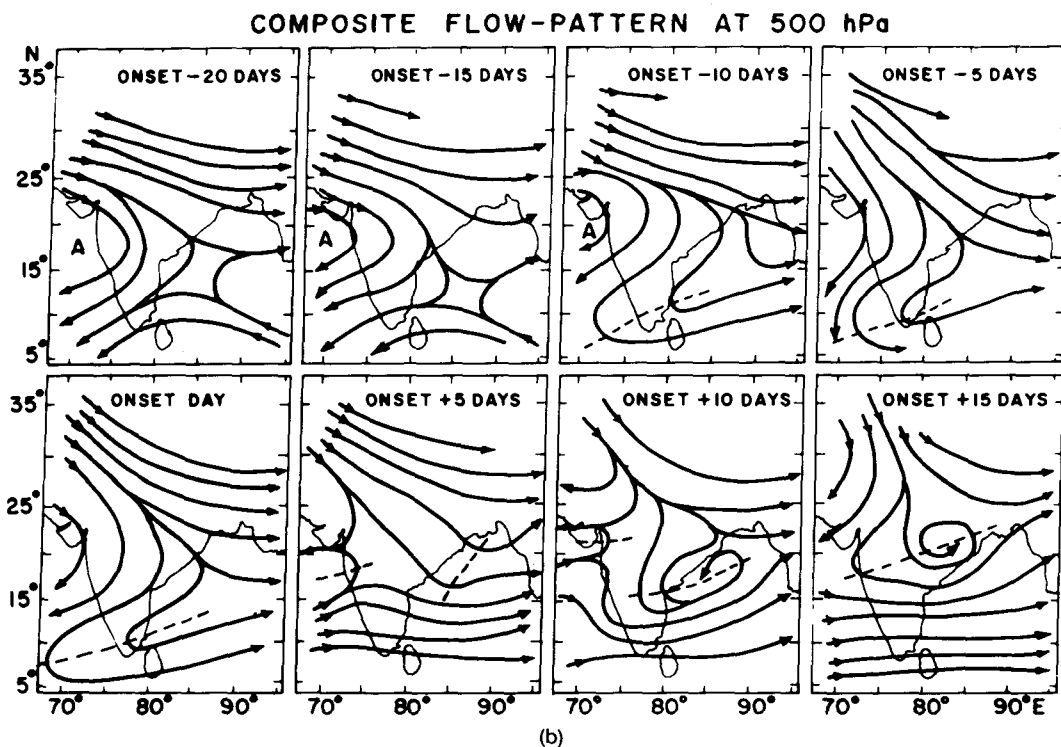 COMPOSITE FLOW-PATTERN AT 500 hPa
N
35°
25°
15°
5°
ONSET -20 DAYS
A
ONSET -15 DAYS
A
ONSET -10 DAYS
A
ONSET -5 DAYS
35°
25°
15°
5°
ONSET DAY
ONSET +5 DAYS
ONSET +10 DAYS
ONSET +15 DAYS
70° 80° 90° 70° 80° 90° 70° 80° 90° 70° 80° 90°E
(b)